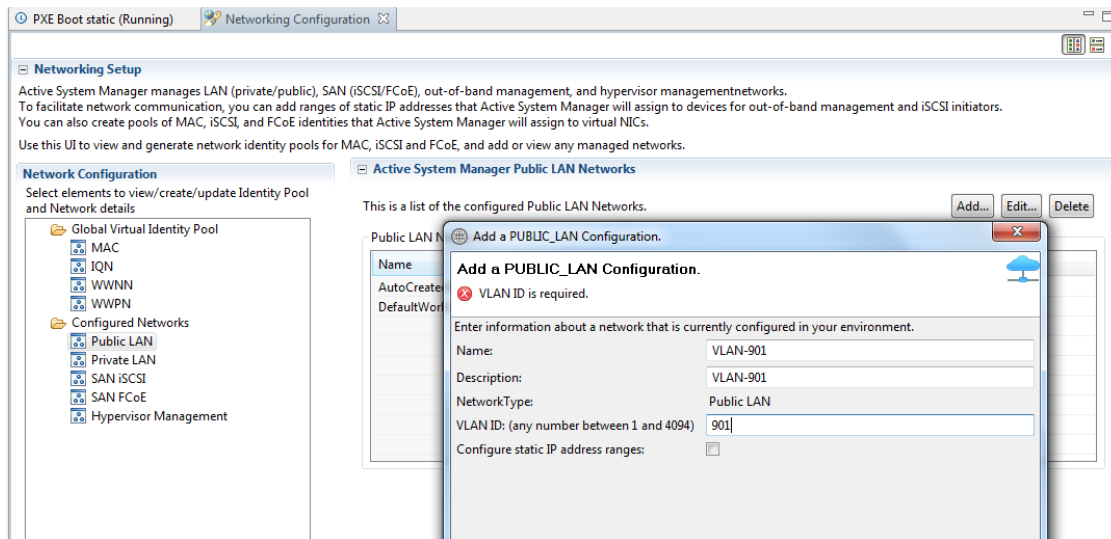 PXE Boot static (Running)
Networking Configuration
Networking Setup
Active System Manager manages LAN (private/public), SAN (iSCSI/FCoE), out-of-band management, and hypervisor managementnetworks.
To facilitate network communication, you can add ranges of static IP addresses that Active System Manager will assign to devices for out-of-band management and iSCSI initiators.
You can also create pools of MAC, iSCSI, and FCoE identities that Active System Manager will assign to virtual NICs.
Use this UI to view and generate network identity pools for MAC, iSCSI and FCoE, and add or view any managed networks.
Network Configuration
Select elements to view/create/update Identity Pool
and Network details
Global Virtual Identity Pool
MAC
IQN
WWNN
WWPN
Configured Networks
Public LAN
Private LAN
SAN iSCSI
SAN FCoE
Hypervisor Management
Active System Manager Public LAN Networks
This is a list of the configured Public LAN Networks.
Add... Edit... Delete
Public LAN N
Name
AutoCreate
DefaultWor
Add a PUBLIC_LAN Configuration.
Add a PUBLIC_LAN Configuration.
VLAN ID is required.
Enter information about a network that is currently configured in your environment.
Name: VLAN-901
Description: VLAN-901
NetworkType: Public LAN
VLAN ID: (any number between 1 and 4094) 901
Configure static IP address ranges: